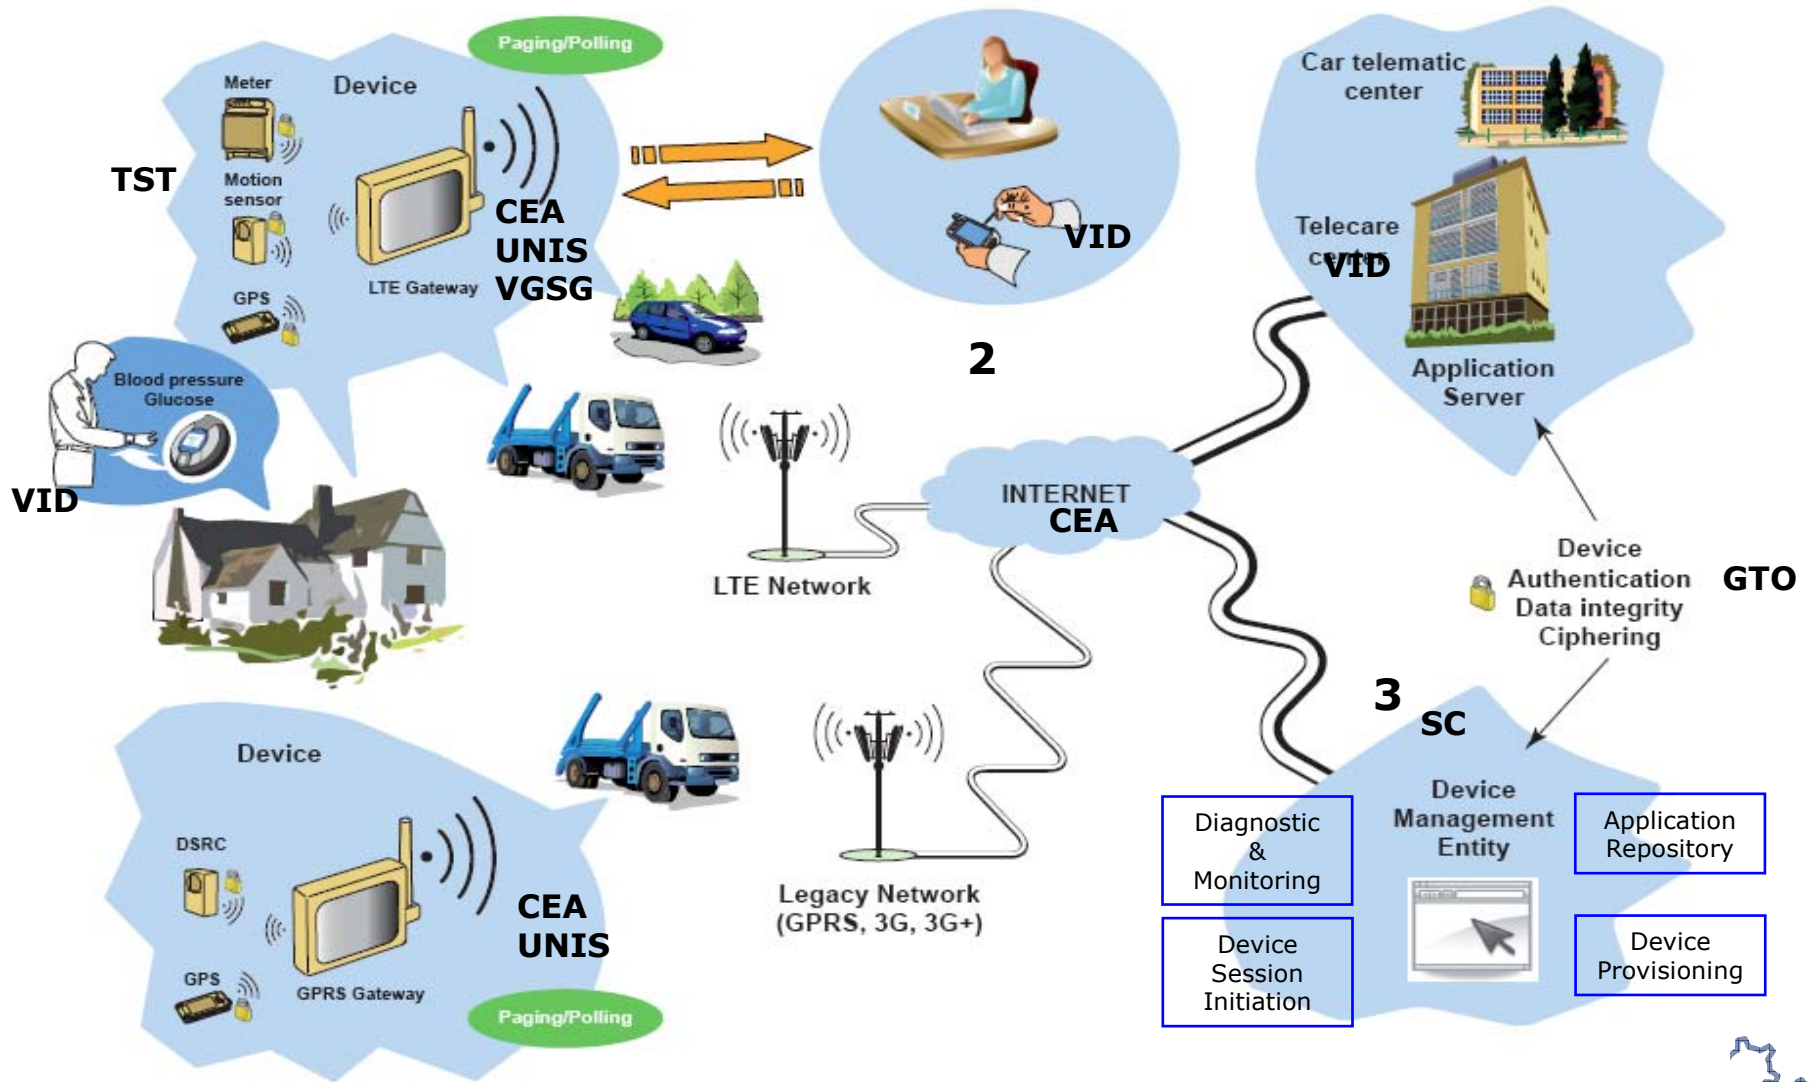 Paging/Polling
Meter
Device
TST
Motion
sensor
CEA
UNIS
VGSG
GPS
LTE Gateway
Blood pressure
Glucose
VID
VID
Car telematic
center
Telecare
center
VID
Application
Server
2
INTERNET
CEA
LTE Network
Device
Authentication
Data integrity
Ciphering
GTO
3
SC
Device
DSRC
GPS
GPRS Gateway
CEA
UNIS
Paging/Polling
Legacy Network
(GPRS, 3G, 3G+)
Device
Management
Entity
Diagnostic
&
Monitoring
Application
Repository
Device
Session
Initiation
Device
Provisioning